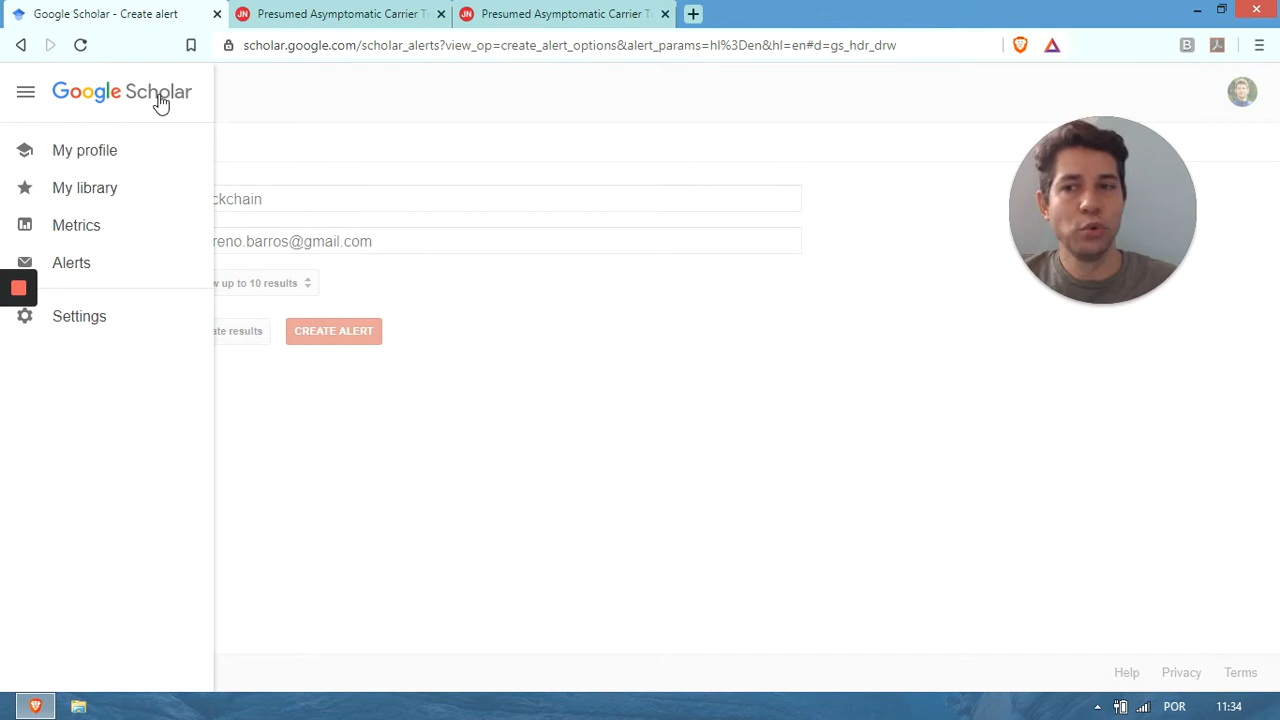 Google Scholar - Create alert
Presumed Asymptomatic Carrier T
Presumed Asymptomatic Carrier T
scholar.google.com/scholar_alerts?view_op=create_alert_options&alert_params=hl%3Den&hl=en#d=gs_hdr_drw
Google Scholar
My profile
My library
ckchain
Metrics
reno.barros@gmail.com
Alerts
w up to 10 results
Settings
ate results
CREATE ALERT
Help
Privacy
Terms
POR
11:34